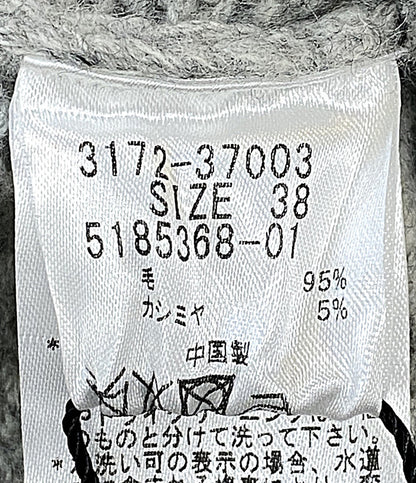 3172-37003
SIZE 38
5185368-01
毛 95%
カシミヤ 5%
中国製
*
ものと分けて洗って下さい。
*水洗い可の表示の場合、水道